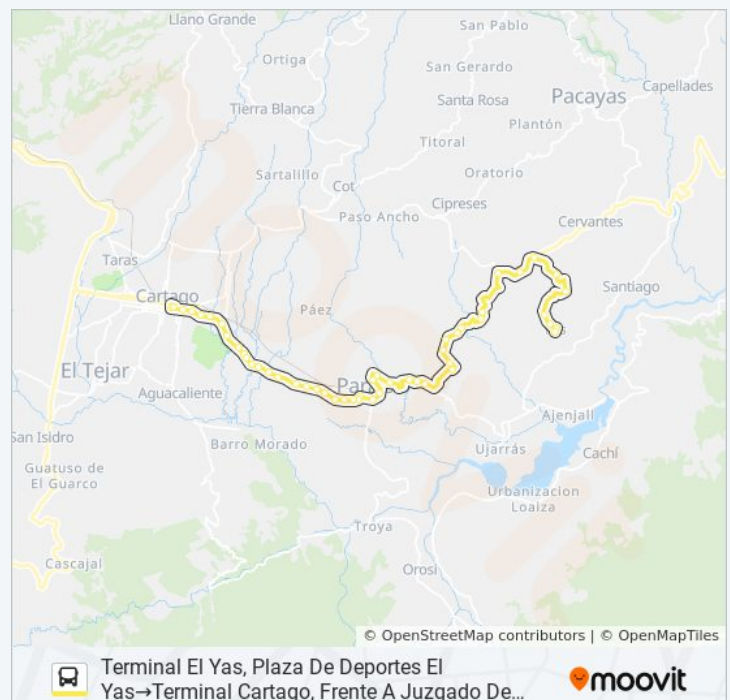 Llano Grande
San Pablo
Ortiga
San Gerardo
Pacayas
Capellades
Tierra Blanca
Santa Rosa
Plantón
Titoral
Sartalillo
Cot
Oratorio
Cipreses
Paso Ancho
Cervantes
Taras
Santiago
Cartago
Páez
El Tejar
Aguacaliente
Ajenjall
San Isidro
Barro Morado
Ujarrás
Cachí
Guatuso de
El Guarco
Urbanizacion
Loaiza
Troya
Cascajal
Orosi
© OpenStreetMap contributors | © OpenMapTiles
Terminal El Yas, Plaza De Deportes El
Yas→Terminal Cartago, Frente A Juzgado De...
moovit